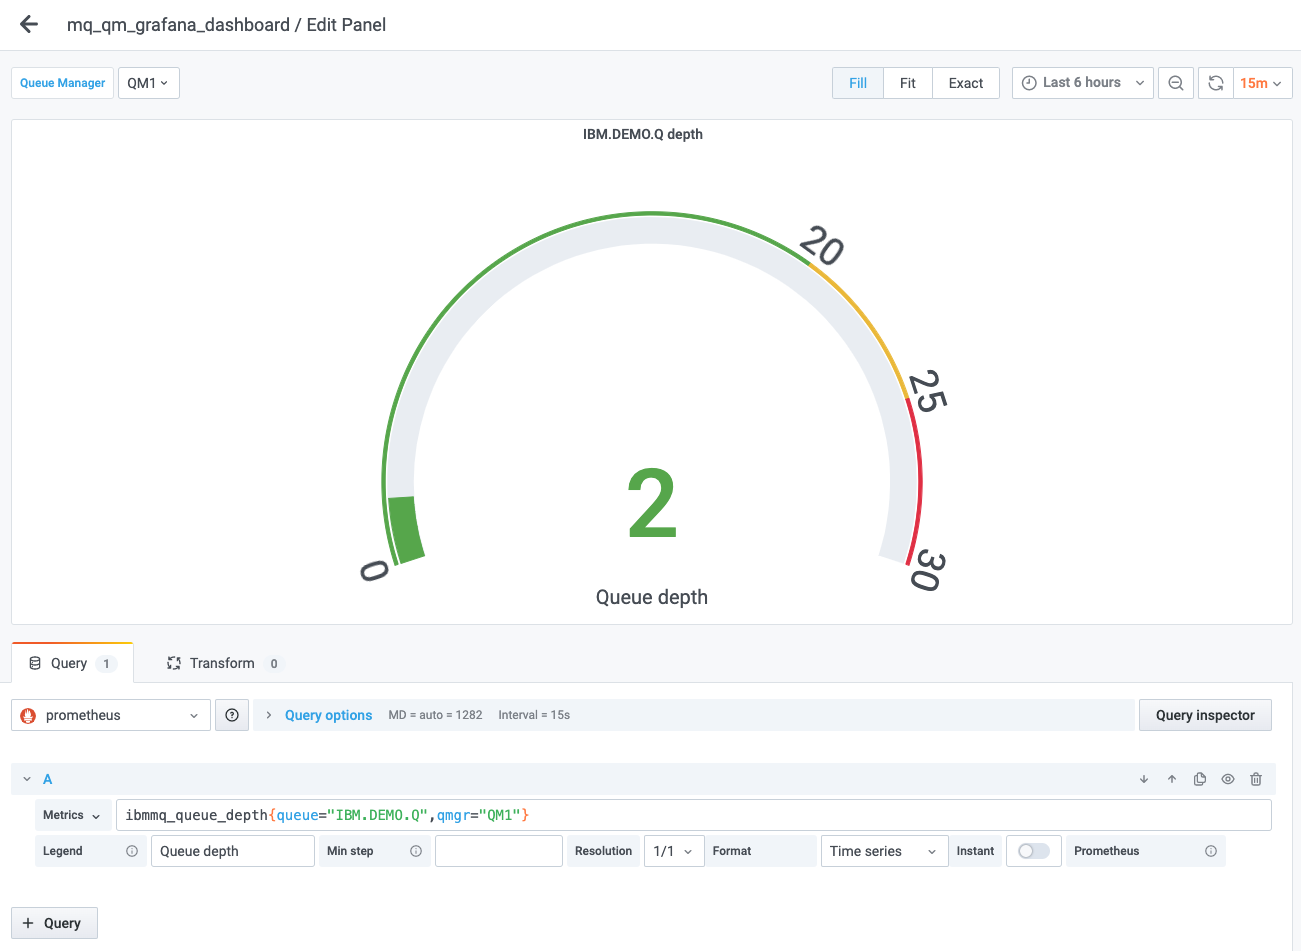 mq_qm_grafana_dashboard / Edit Panel
Queue Manager QM1 Fill Fit Exact Last 6 hours 15m
IBM.DEMO.Q depth
20
25
2
0
30
Queue depth
Query 1 Transform 0
prometheus Query options MD = auto = 1282 Interval = 15s Query inspector
A
Metrics ibmmq_queue_depth{queue="IBM.DEMO.Q",qmgr="QM1"}
Legend Queue depth Min step Resolution 1/1 Format Time series Instant Prometheus
+ Query